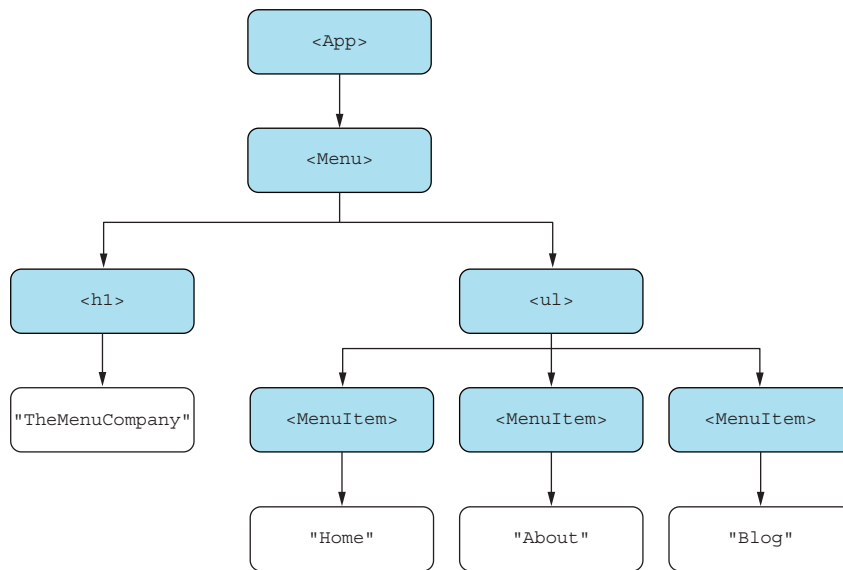 <App>
<Menu>
<h1>
<ul>
"TheMenuCompany"
<MenuItem>
<MenuItem>
<MenuItem>
"Home"
"About"
"Blog"